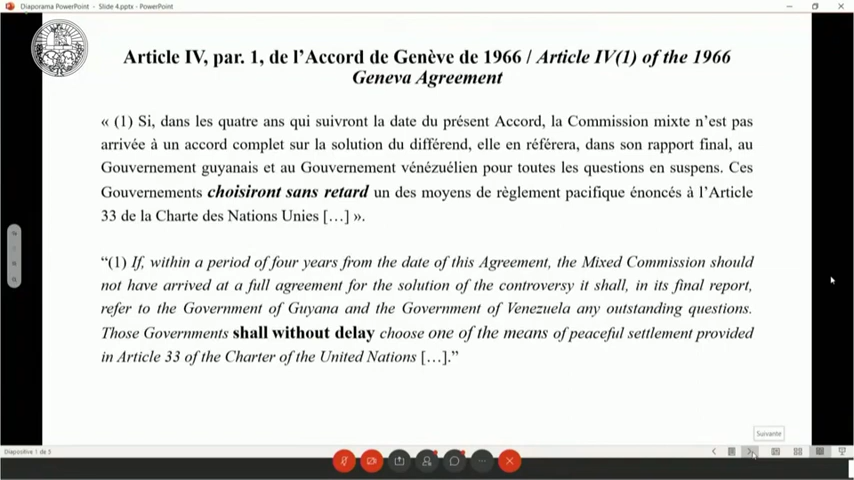 Diaporama PowerPoint - Slide 4.pptx - PowerPoint
Article IV, par. 1, de l’Accord de Genève de 1966 / Article IV(1) of the 1966
Geneva Agreement
« (1) Si, dans les quatre ans qui suivront la date du présent Accord, la Commission mixte n’est pas
arrivée à un accord complet sur la solution du différend, elle en référera, dans son rapport final, au
Gouvernement guyanais et au Gouvernement vénézuélien pour toutes les questions en suspens. Ces
Gouvernements choisiront sans retard un des moyens de règlement pacifique énoncés à l’Article
33 de la Charte des Nations Unies […] ».
“(1) If, within a period of four years from the date of this Agreement, the Mixed Commission should
not have arrived at a full agreement for the solution of the controversy it shall, in its final report,
refer to the Government of Guyana and the Government of Venezuela any outstanding questions.
Those Governments shall without delay choose one of the means of peaceful settlement provided
in Article 33 of the Charter of the United Nations […].”
Suivante
Diapositive 1 de 5